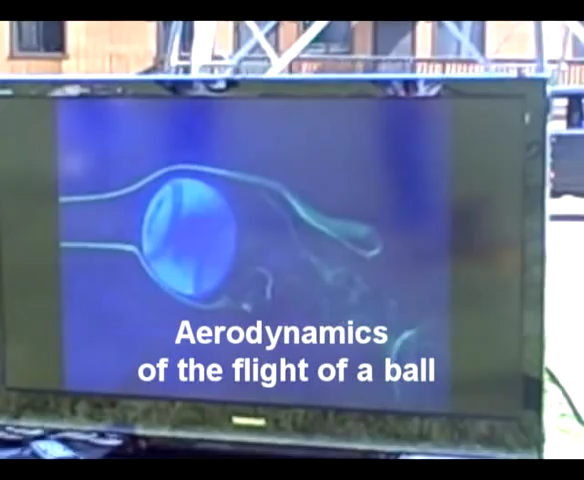 Aerodynamics
of the flight of a ball